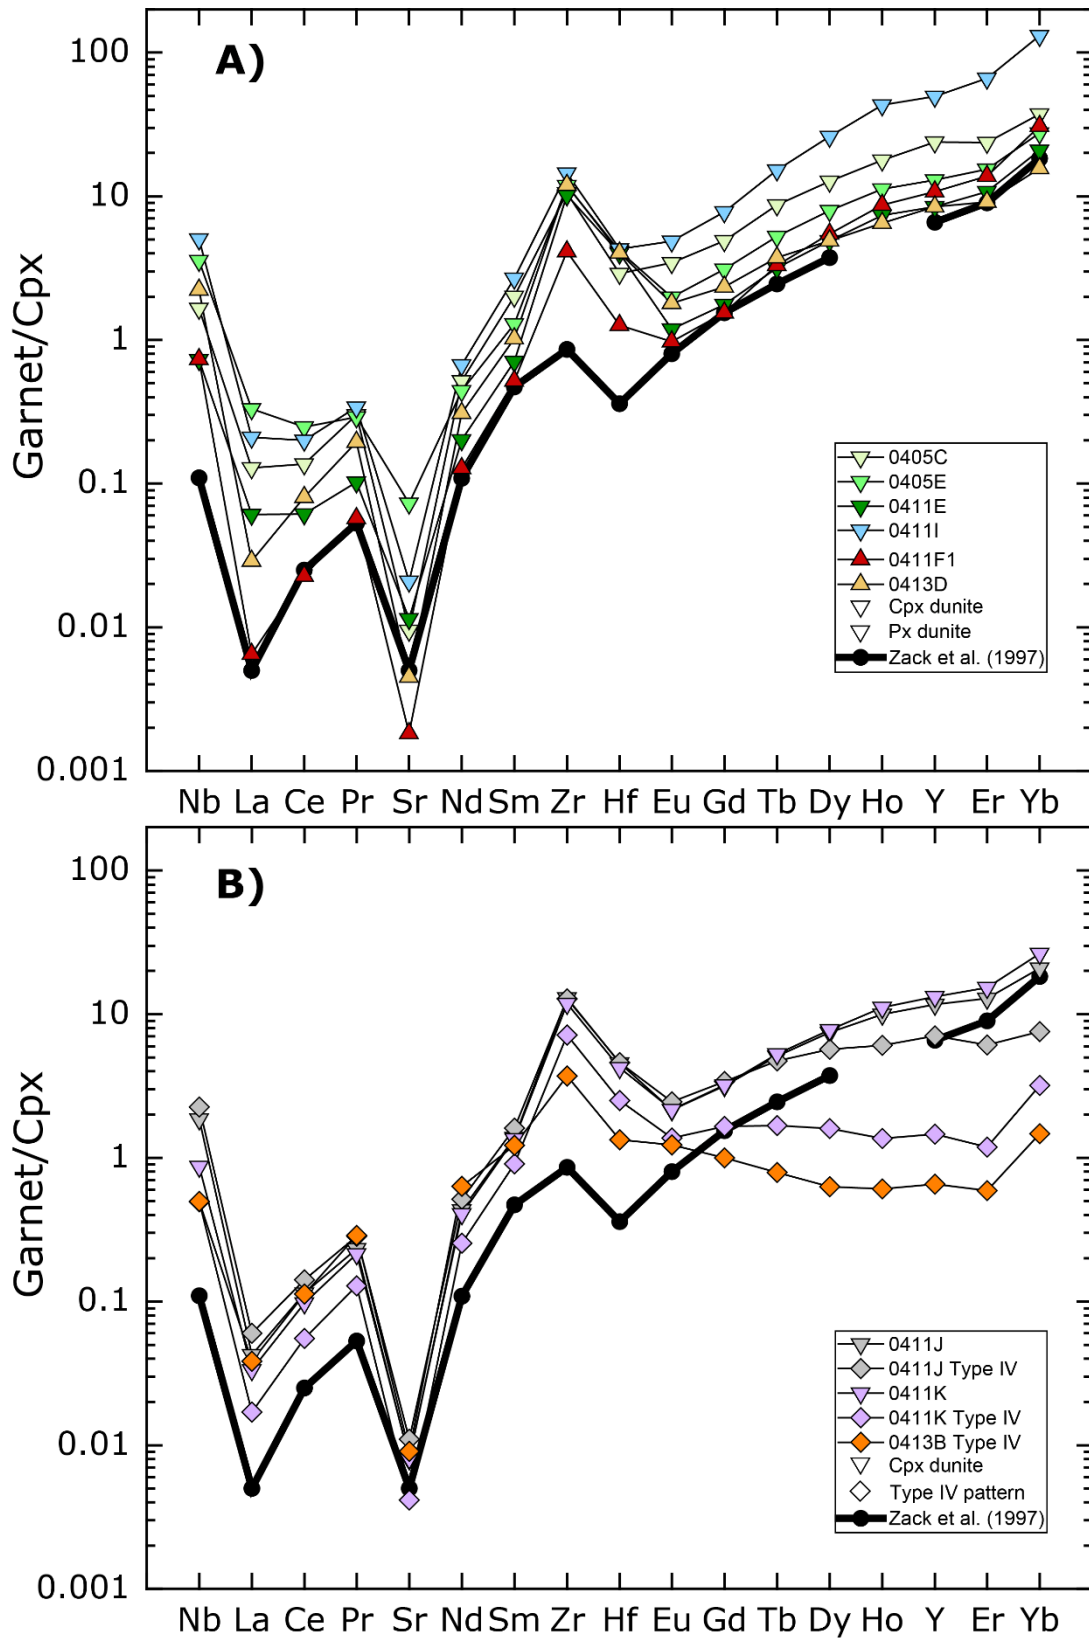 A)
100
10
1
0.1
0.01
0.001
Garnet/Cpx
0405C
0405E
0411E
0411I
0411F1
0413D
Cpx dunite
Px dunite
Zack et al. (1997)
Nb La Ce Pr Sr Nd Sm Zr Hf Eu Gd Tb Dy Ho Y Er Yb
B)
100
10
1
0.1
0.01
0.001
Garnet/Cpx
0411J
0411J Type IV
0411K
0411K Type IV
0413B Type IV
Cpx dunite
Type IV pattern
Zack et al. (1997)
Nb La Ce Pr Sr Nd Sm Zr Hf Eu Gd Tb Dy Ho Y Er Yb